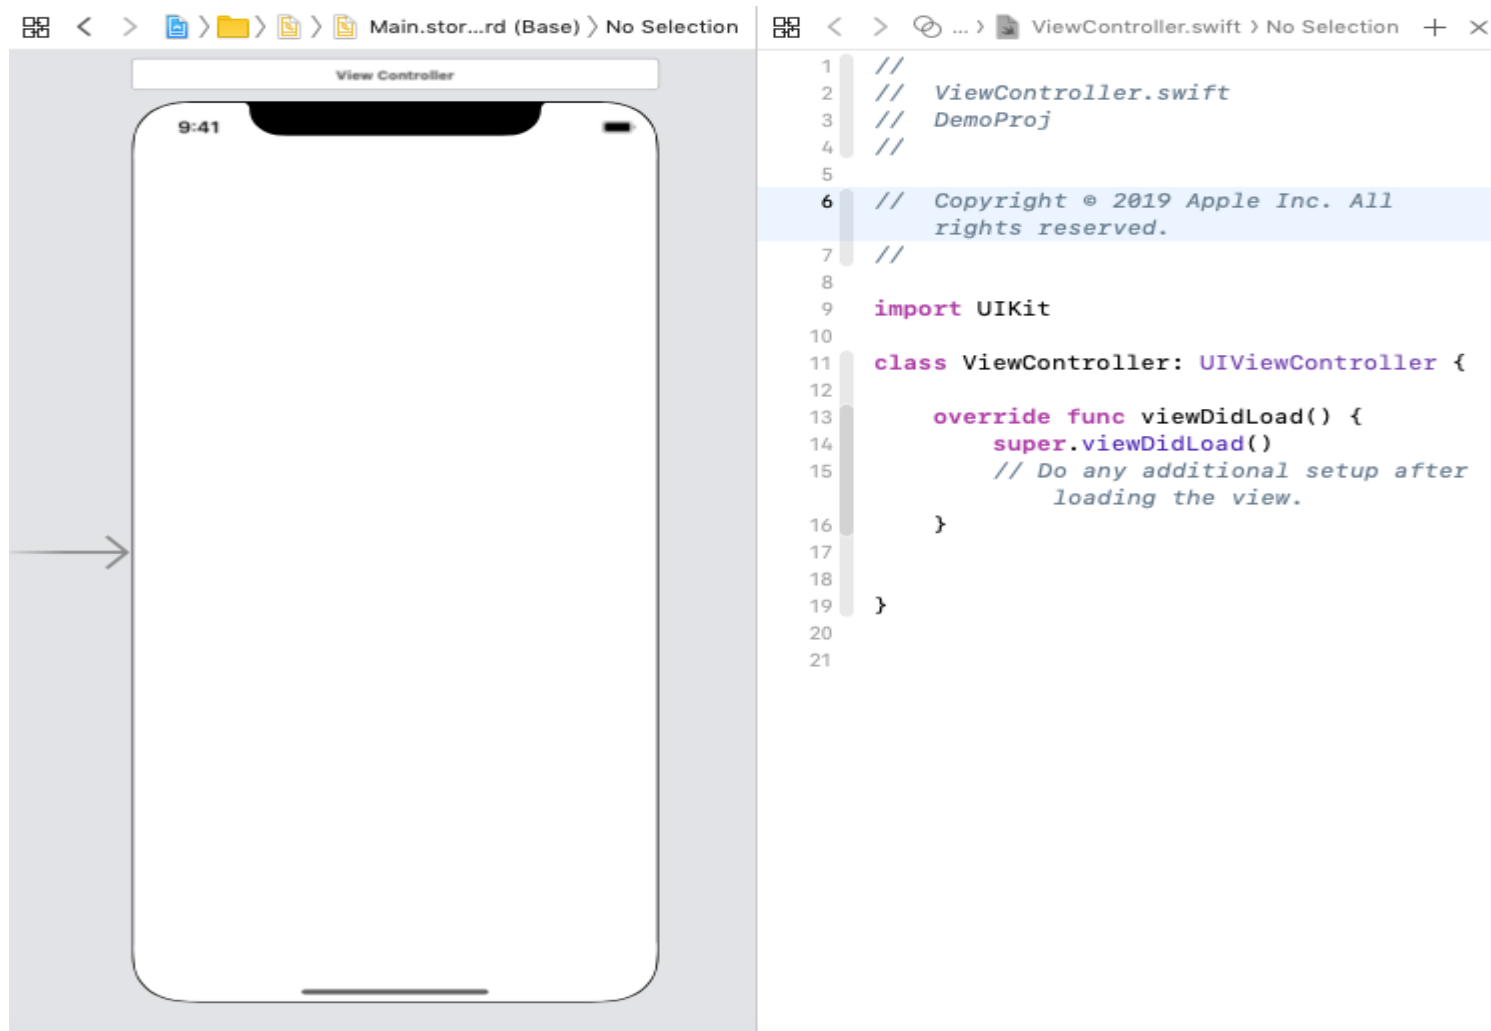 Main.stor...rd (Base) 〉 No Selection
View Controller
9:41
... › ViewController.swift › No Selection
1 //
2 //  ViewController.swift
3 //  DemoProj
4 //
5
6 //  Copyright © 2019 Apple Inc. All
rights reserved.
7 //
8
9 import UIKit
10
11 class ViewController: UIViewController {
12
13     override func viewDidLoad() {
14         super.viewDidLoad()
15         // Do any additional setup after
loading the view.
16     }
17
18
19 }
20
21